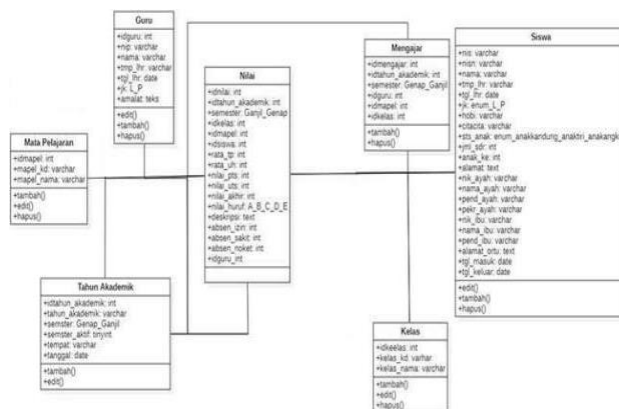 Guru
+idguru: int
+nip: varchar
+nama: varchar
+tmp_lhr: varchar
+tgl_lhr: date
+jk: L_P
+amalat: teks
+edit()
+tambah()
+hapus()
Mata Pelajaran
+idmapel: int
+mapel_kd: varchar
+mapel_nama: varchar
+tambah()
+edit()
+hapus()
Tahun Akademik
+idtahun_akademik: int
+tahun_akademik: varchar
+semster: Genap_Ganjil
+semster_aktif: tinyint
+tempat: varchar
+tanggal: date
+tambah()
+edit()
Nilai
+idnilai: int
+idtahun_akademik: int
+semester: Ganjil_Genap
+idkelas: int
+idmapel: int
+idsiswa: int
+rata_tp: int
+rata_uh: int
+nilai_pts: int
+nilai_uts: int
+nilai_akhir: int
+nilai_huruf: A_B_C_D_E
+deskripsi: text
+absen_izin: int
+absen_sakit: int
+absen_noket: int
+idguru_int
Mengajar
+idmengajar: int
+idtahun_akademik: int
+semester: Genap_Ganjil
+idguru: int
+idmapel: int
+idkelas: int
+tambah()
+hapus()
Kelas
+idkeelas: int
+kelas_kd: varhar
+kelas_nama: varchar
+tambah()
+edit()
+hapus()
Siswa
+nis: varchar
+nisn: varchar
+nama: varchar
+tmp_lhr: varchar
+tgl_lhr: date
+jk: enum_L_P
+hobi: varchar
+citacita: varchar
+sts_anak: enum_anakkandung_anaktiri_anakangk
+jml_sdr: int
+anak_ke: int
+alamat: text
+nik_ayah: varchar
+nama_ayah: varchar
+pend_ayah: varchar
+pekr_ayah: varchar
+nik_ibu: varchar
+nama_ibu: varchar
+pend_ibu: varchar
+alamat_ortu: text
+tgl_masuk: date
+tgl_keluar: date
+edit()
+tambah()
+hapus()